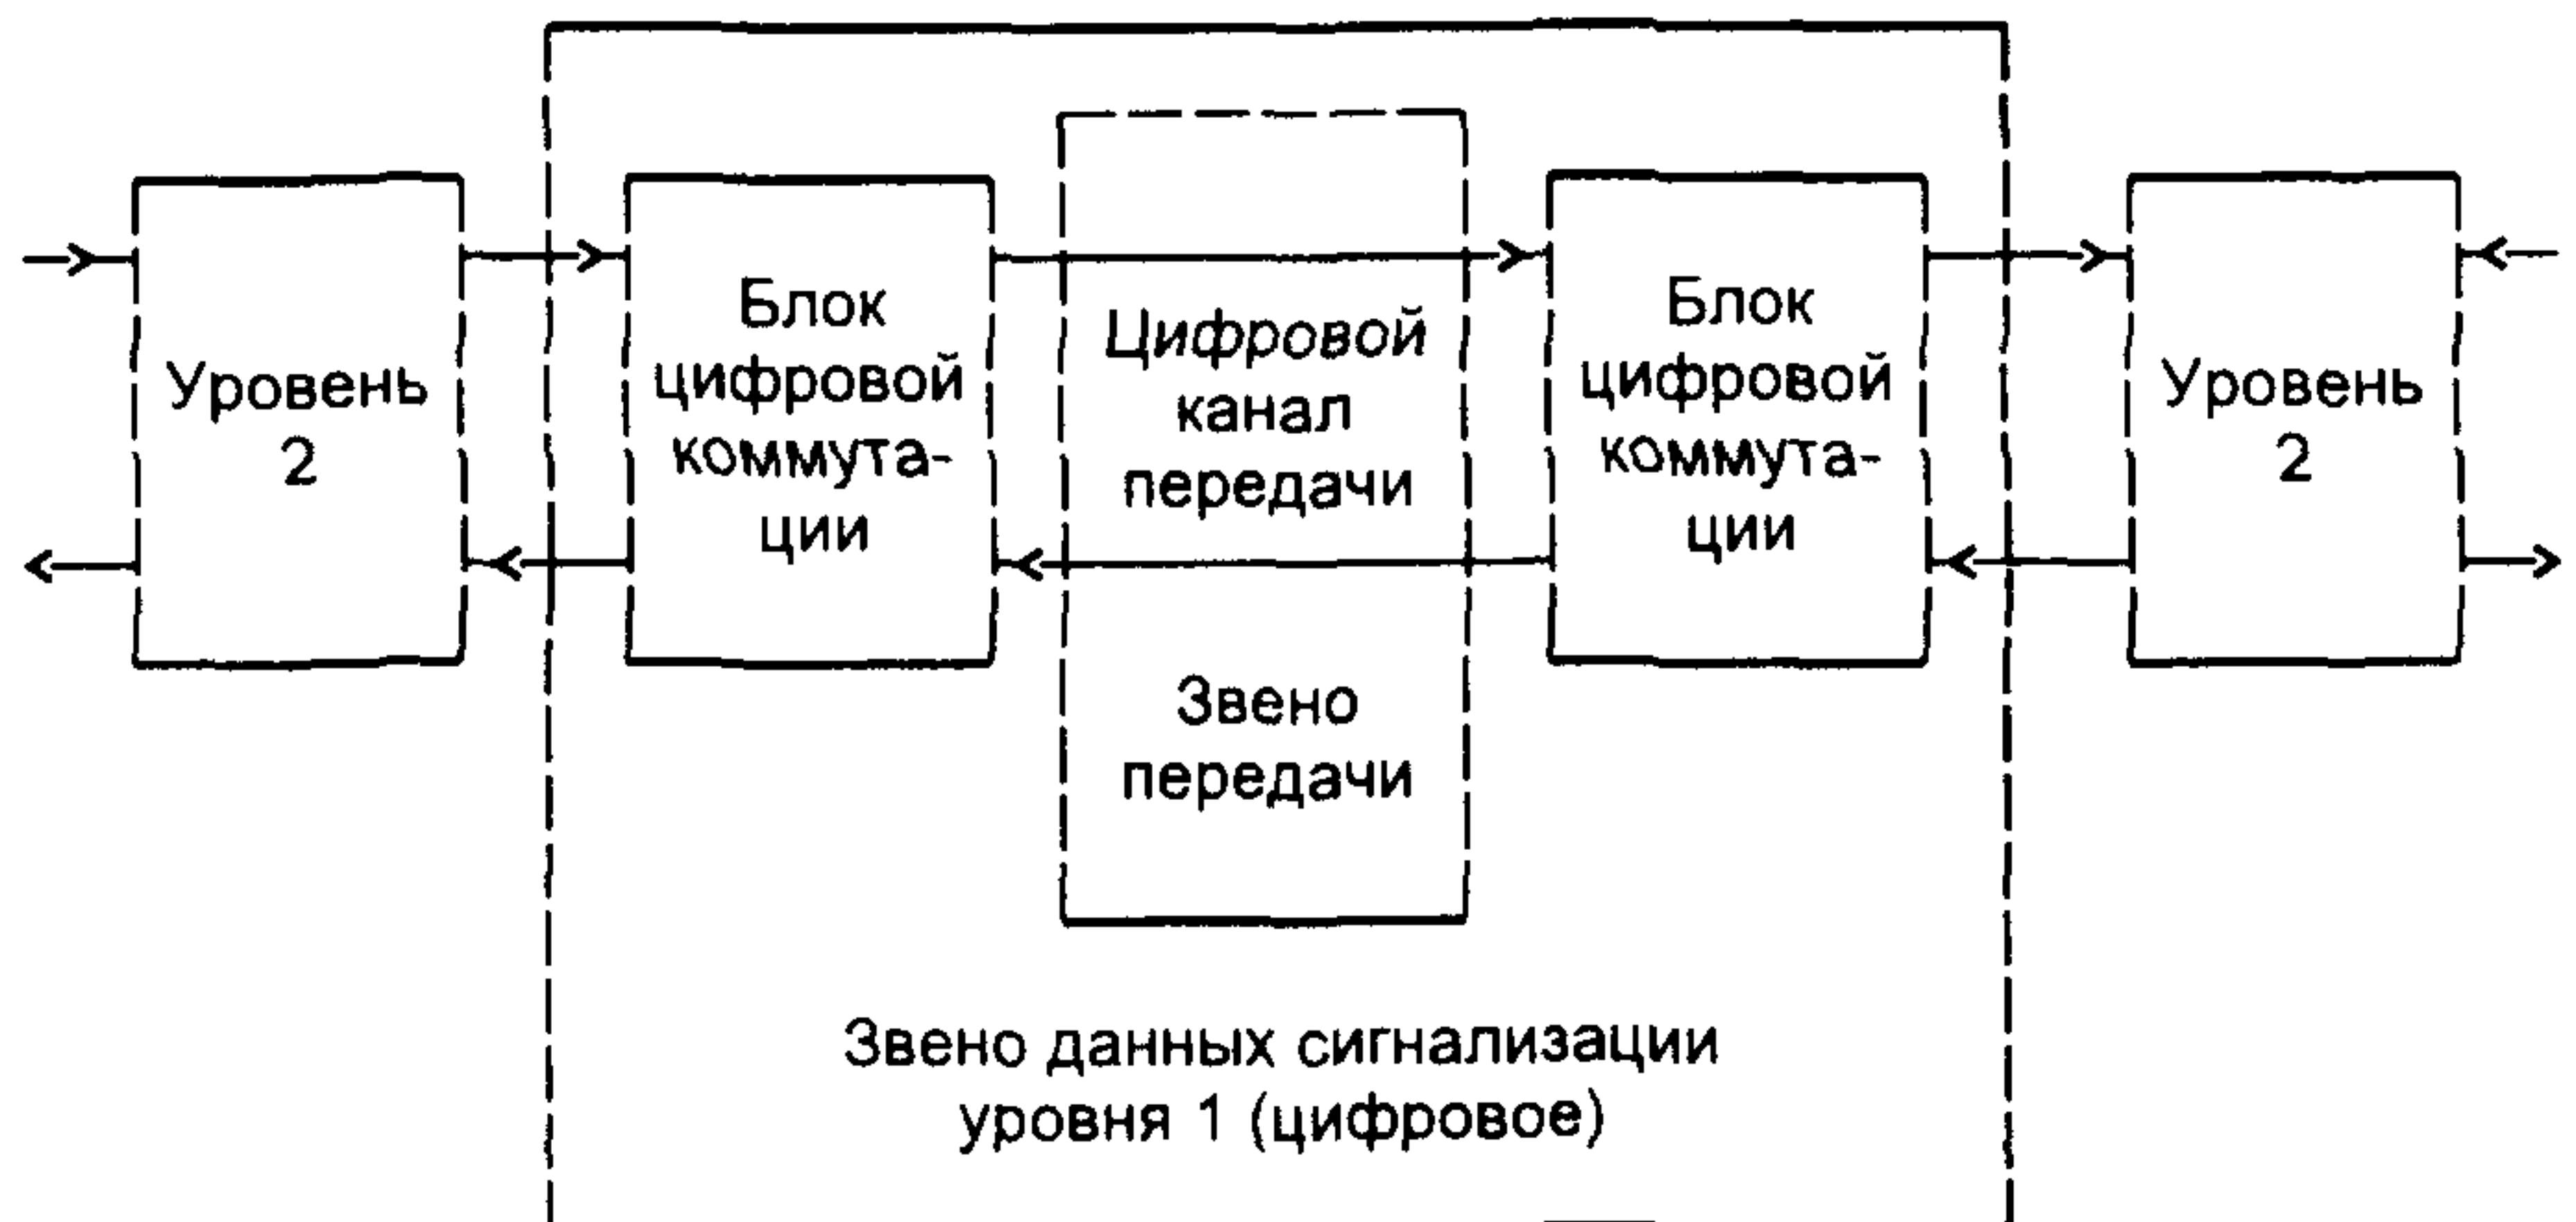 Уровень
2
Блок
цифровой
коммута-
ции
Цифровой
канал
передачи
Звено
передачи
Блок
цифровой
коммута-
ции
Уровень
2
Звено данных сигнализации
уровня 1 (цифровое)